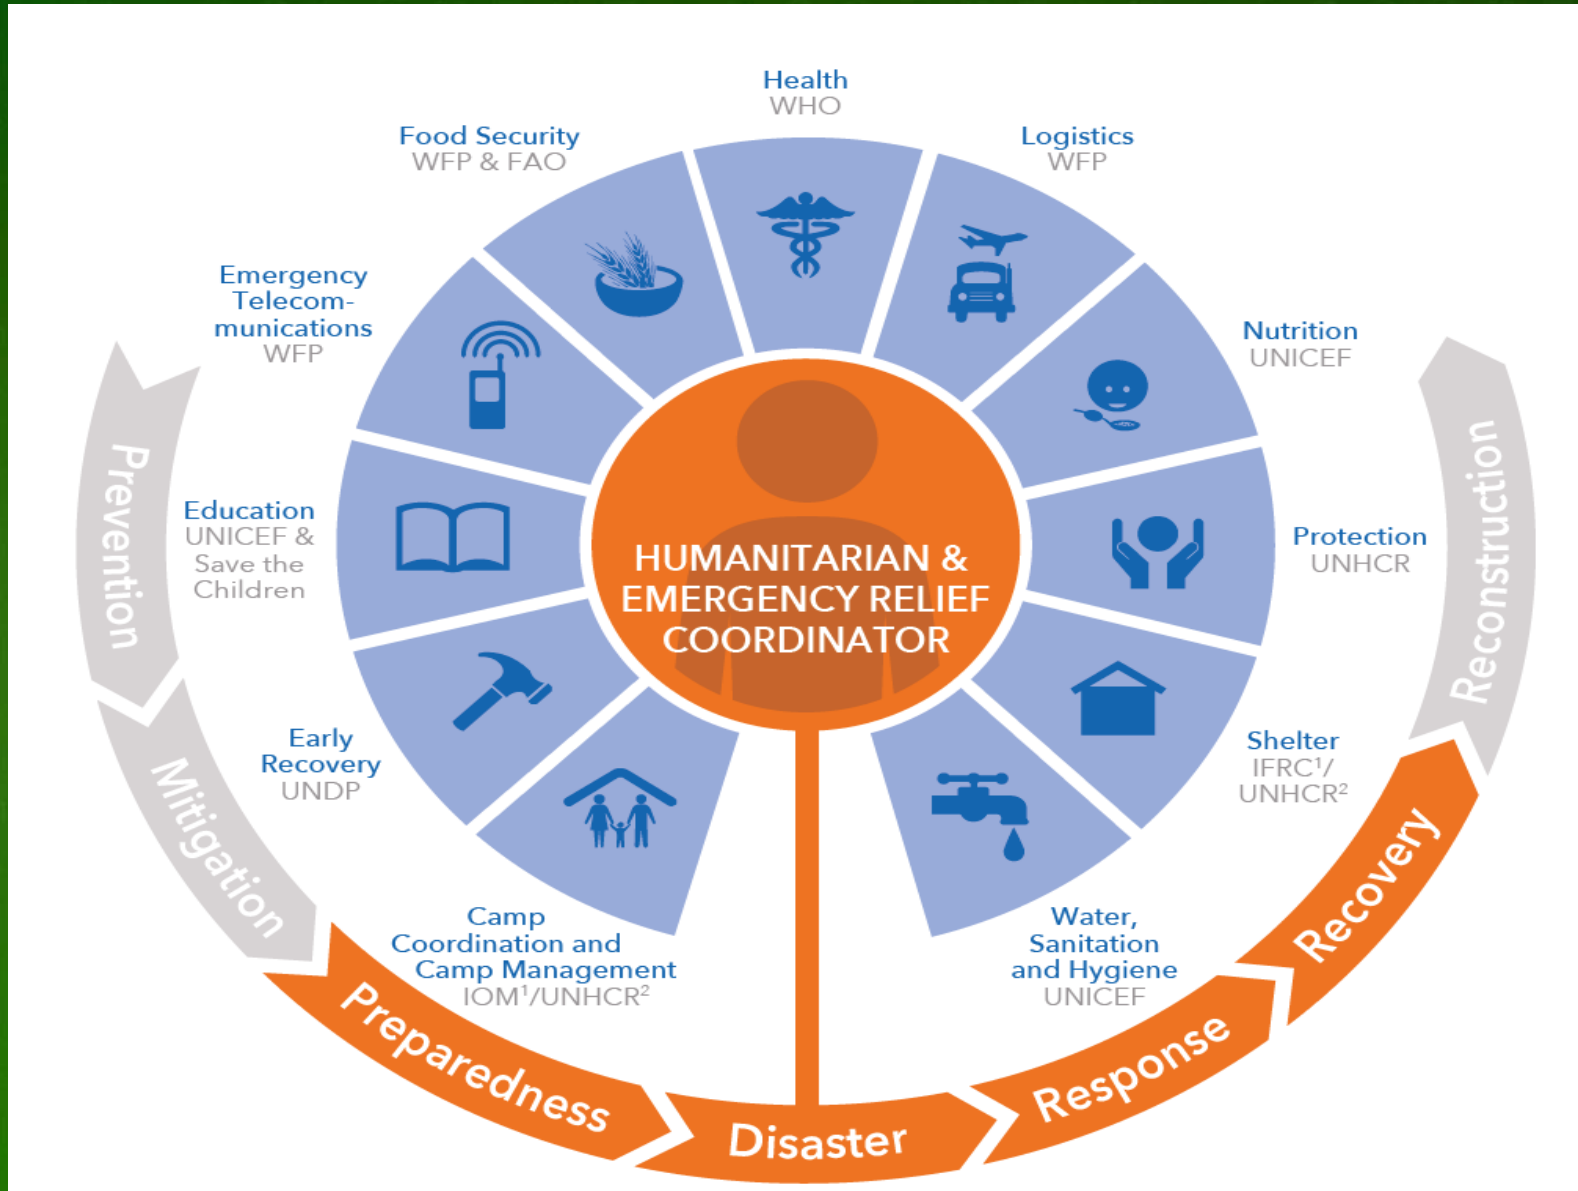 Health
WHO
Logistics
WFP
Nutrition
UNICEF
Protection
UNHCR
Shelter
IFRC¹/
UNHCR²
Water,
Sanitation
and Hygiene
UNICEF
Camp
Coordination and
Camp Management
IOM¹/UNHCR²
Early
Recovery
UNDP
Education
UNICEF &
Save the
Children
Emergency
Telecom-
munications
WFP
Food Security
WFP & FAO
HUMANITARIAN &
EMERGENCY RELIEF
COORDINATOR
Prevention
Mitigation
Preparedness
Disaster
Response
Recovery
Reconstruction